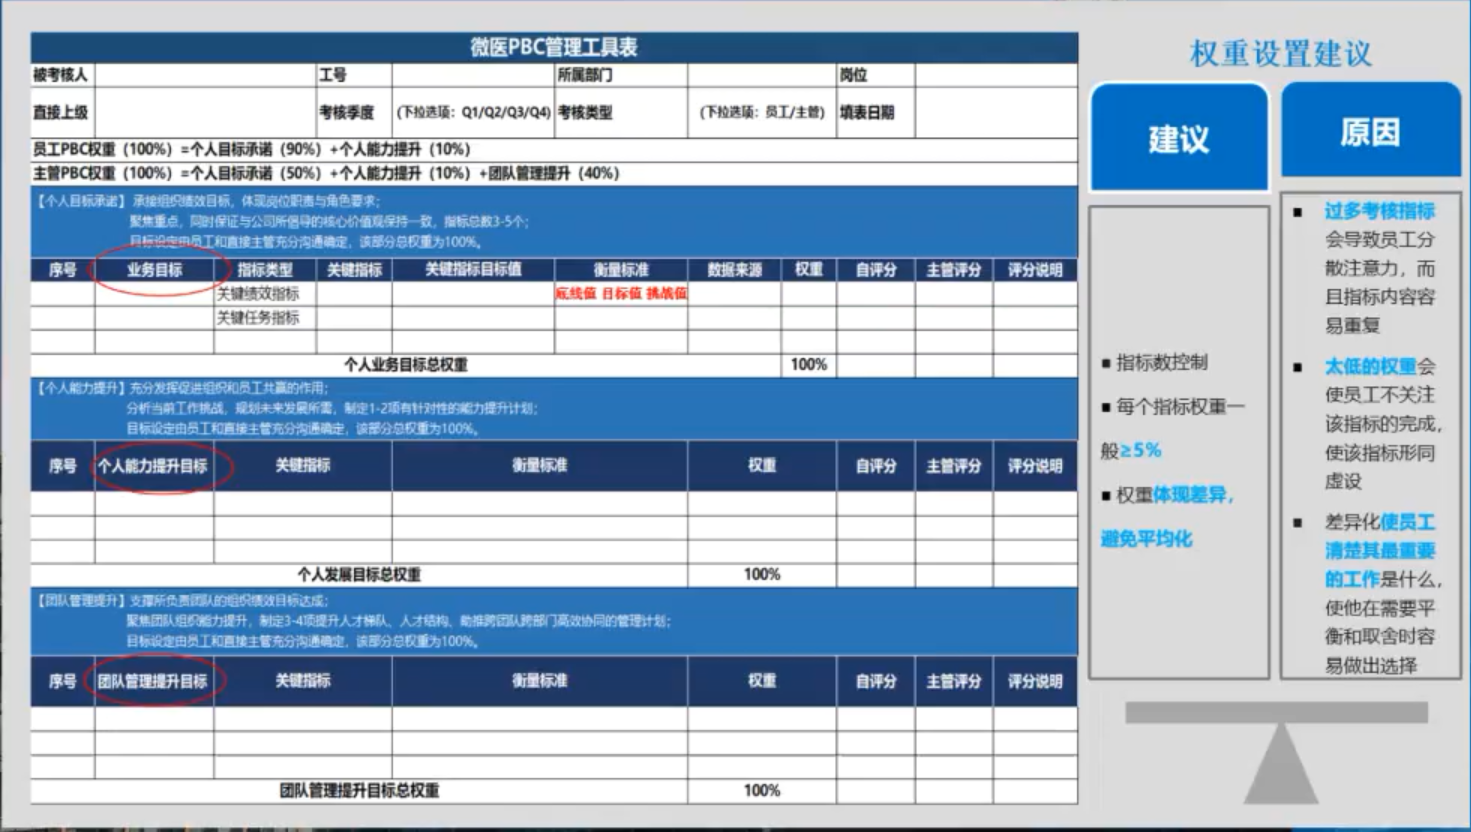 微医PBC管理工具表
被考核人 工号 所属部门 岗位
直接上级 考核季度 (下拉选项：Q1/Q2/Q3/Q4) 考核类型 (下拉选项：员工/主管) 填表日期
员工PBC权重（100%）=个人目标承诺（90%）+个人能力提升（10%）
主管PBC权重（100%）=个人目标承诺（50%）+个人能力提升（10%）+团队管理提升（40%）
【个人目标承诺】承接组织绩效目标，体现岗位职责与角色要求；
聚焦重点，同时保证与公司所倡导的核心价值观保持一致，指标总数3-5个；
目标设定由员工和直接主管充分沟通确定，该部分总权重为100%。
序号 业务目标 指标类型 关键指标 关键指标目标值 衡量标准 数据来源 权重 自评分 主管评分 评分说明
关键绩效指标 底线值 目标值 挑战值
关键任务指标
个人业务目标总权重 100%
【个人能力提升】充分发挥促进组织和员工共赢的作用；
分析当前工作挑战，规划未来发展所需，制定1-2项有针对性的能力提升计划；
目标设定由员工和直接主管充分沟通确定，该部分总权重为100%。
序号 个人能力提升目标 关键指标 衡量标准 权重 自评分 主管评分 评分说明
个人发展目标总权重 100%
【团队管理提升】支撑所负责团队的组织绩效目标达成；
聚焦团队组织能力提升，制定3-4项提升人才梯队、人才结构、助推跨团队跨部门高效协同的管理计划；
目标设定由员工和直接主管充分沟通确定，该部分总权重为100%。
序号 团队管理提升目标 关键指标 衡量标准 权重 自评分 主管评分 评分说明
团队管理提升目标总权重 100%
权重设置建议
建议
■ 指标数控制
■ 每个指标权重一
般≥5%
■ 权重体现差异，
避免平均化
原因
■ 过多考核指标
会导致员工分
散注意力，而
且指标内容容
易重复
■ 太低的权重会
使员工不关注
该指标的完成，
使该指标形同
虚设
■ 差异化使员工
清楚其最重要
的工作是什么，
使他在需要平
衡和取舍时容
易做出选择